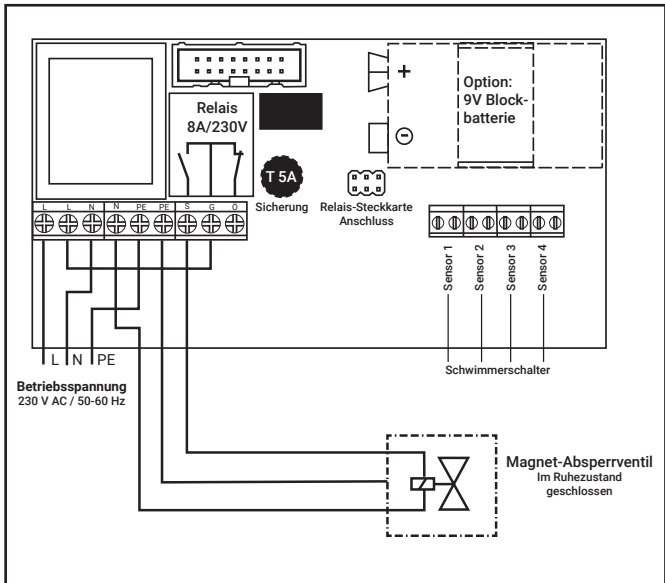 Relais
8A/230V
T 5A
Sicherung
Relais-Steckkarte
Anschluss
+
Option:
9V Block-
batterie
L L N N PE PE S G O
Sensor 1
Sensor 2
Sensor 3
Sensor 4
Schwimmerschalter
L N PE
Betriebsspannung
230 V AC / 50-60 Hz
Magnet-Absperrventil
Im Ruhezustand
geschlossen